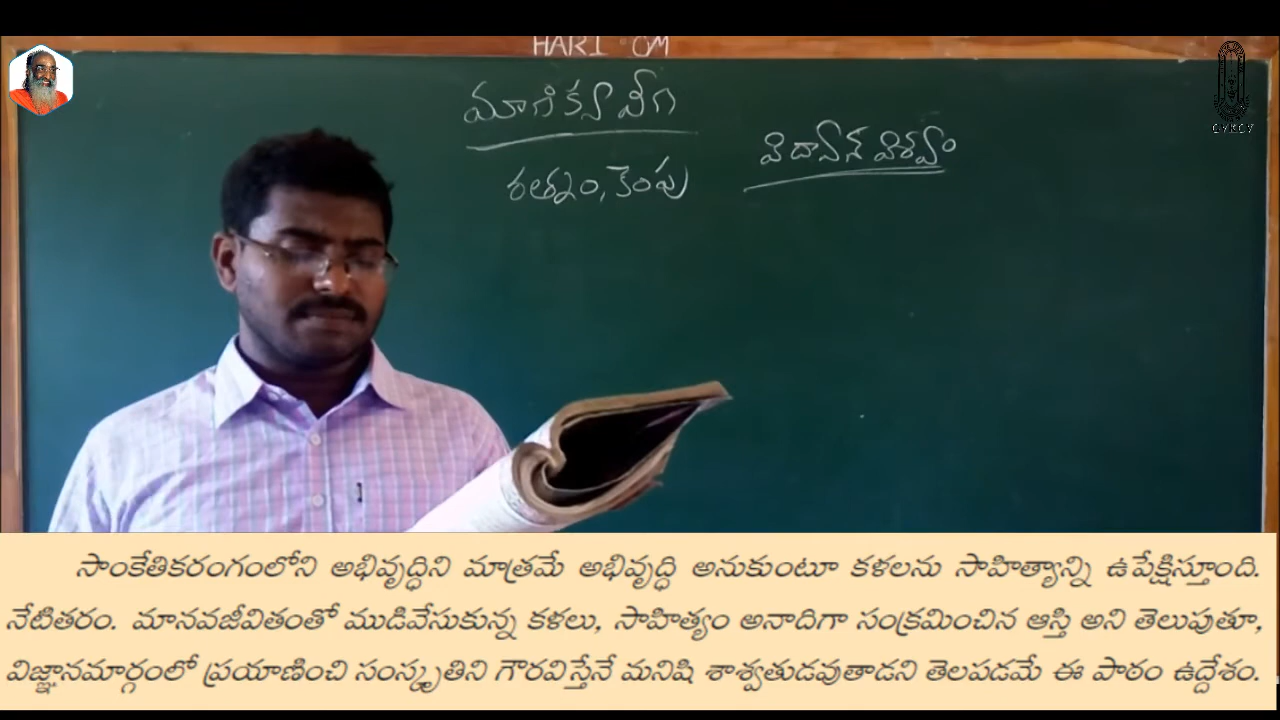 HARI OM
మాణిక్యవీణ
రత్నం, కెంపు
విద్వాన్ విశ్వం
GVKCV
సాంకేతికరంగంలోని అభివృద్ధిని మాత్రమే అభివృద్ధి అనుకుంటూ కళలను సాహిత్యాన్ని ఉపేక్షిస్తూంది.
నేటితరం. మానవజీవితంతో ముడివేసుకున్న కళలు, సాహిత్యం అనాదిగా సంక్రమించిన ఆస్తి అని తెలుపుతూ,
విజ్ఞానమార్గంలో ప్రయాణించి సంస్కృతిని గౌరవిస్తేనే మనిషి శాశ్వతుడవుతాడని తెలపడమే ఈ పాఠం ఉద్దేశం.